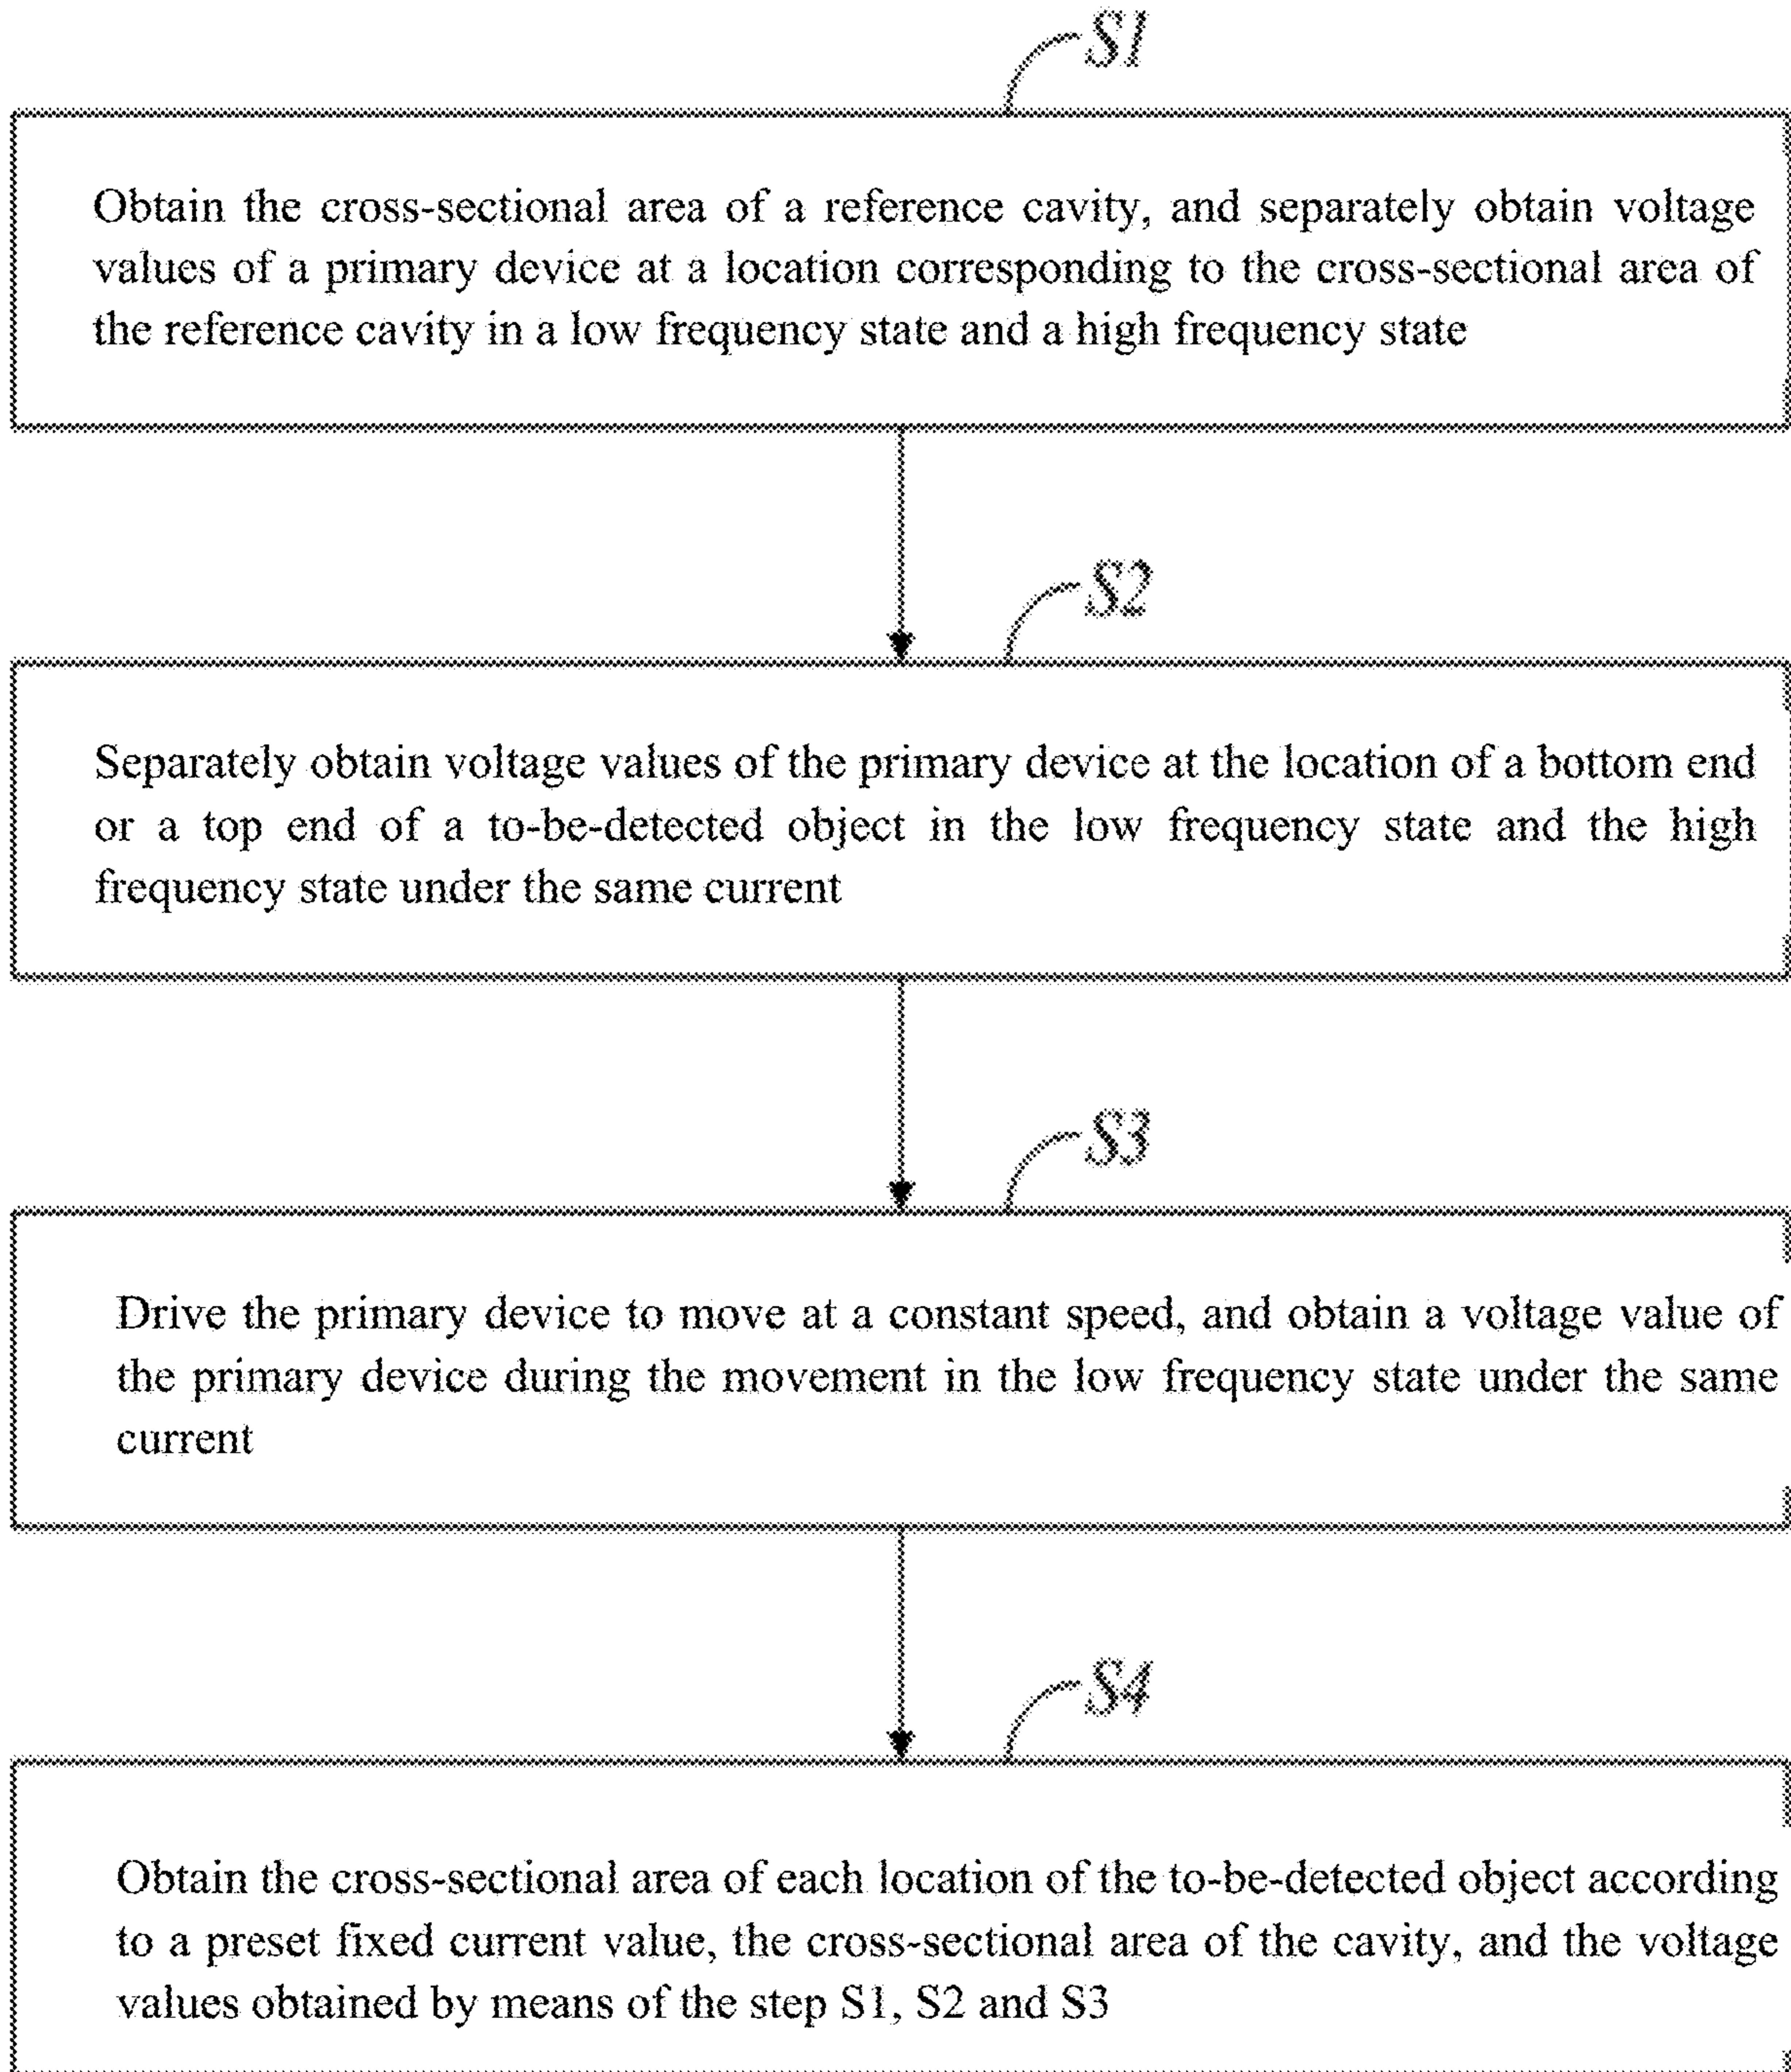 S1
Obtain the cross-sectional area of a reference cavity, and separately obtain voltage
values of a primary device at a location corresponding to the cross-sectional area of
the reference cavity in a low frequency state and a high frequency state
S2
Separately obtain voltage values of the primary device at the location of a bottom end
or a top end of a to-be-detected object in the low frequency state and the high
frequency state under the same current
S3
Drive the primary device to move at a constant speed, and obtain a voltage value of
the primary device during the movement in the low frequency state under the same
current
S4
Obtain the cross-sectional area of each location of the to-be-detected object according
to a preset fixed current value, the cross-sectional area of the cavity, and the voltage
values obtained by means of the step S1, S2 and S3